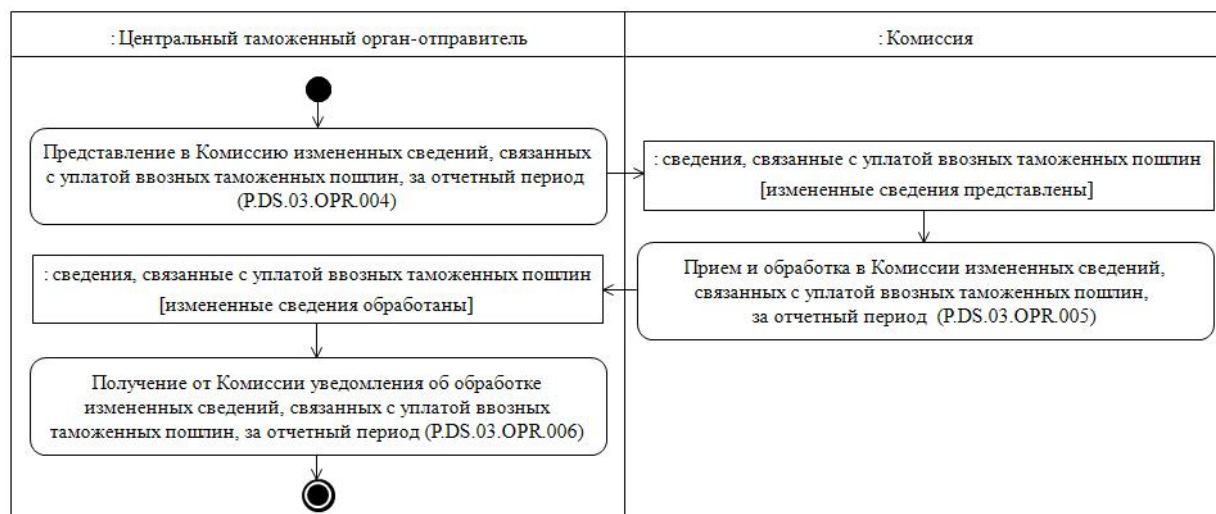 : Центральный таможенный орган-отправитель
: Комиссия
Представление в Комиссию измененных сведений, связанных
с уплатой ввозных таможенных пошлин, за отчетный период
(P.DS.03.OPR.004)
: сведения, связанные с уплатой ввозных таможенных пошлин
[измененные сведения представлены]
Прием и обработка в Комиссии измененных сведений,
связанных с уплатой ввозных таможенных пошлин,
за отчетный период (P.DS.03.OPR.005)
: сведения, связанные с уплатой ввозных таможенных пошлин
[измененные сведения обработаны]
Получение от Комиссии уведомления об обработке
измененных сведений, связанных с уплатой ввозных
таможенных пошлин, за отчетный период (P.DS.03.OPR.006)